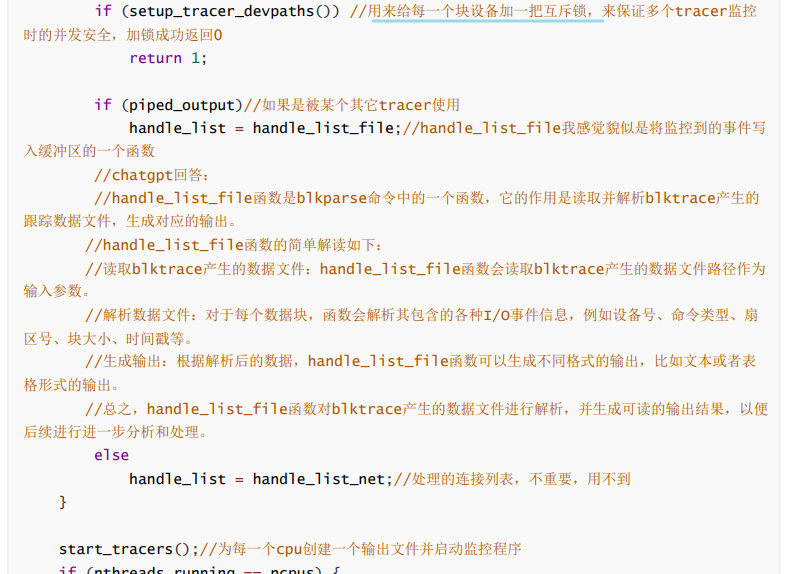 if (setup_tracer_devpaths()) //用来给每一个块设备加一把互斥锁，来保证多个tracer监控
时的并发安全，加锁成功返回0
return 1;
if (piped_output)//如果是被某个其它tracer使用
handle_list = handle_list_file;//handle_list_file我感觉貌似是将监控到的事件写
入缓冲区的一个函数
//chatgpt回答：
//handle_list_file函数是blkparse命令中的一个函数，它的作用是读取并解析blktrace产生的
跟踪数据文件，生成对应的输出。
//handle_list_file函数的简单解读如下：
//读取blktrace产生的数据文件：handle_list_file函数会读取blktrace产生的数据文件路径作为
输入参数。
//解析数据文件：对于每个数据块，函数会解析其包含的各种I/O事件信息，例如设备号、命令类型、扇
区号、块大小、时间戳等。
//生成输出：根据解析后的数据，handle_list_file函数可以生成不同格式的输出，比如文本或者表
格形式的输出。
//总之，handle_list_file函数对blktrace产生的数据文件进行解析，并生成可读的输出结果，以便
后续进行进一步分析和处理。
else
handle_list = handle_list_net;//处理的连接列表，不重要，用不到
}
start_tracers();//为每一个cpu创建一个输出文件并启动监控程序
if (nthreads_running == ncpus) {